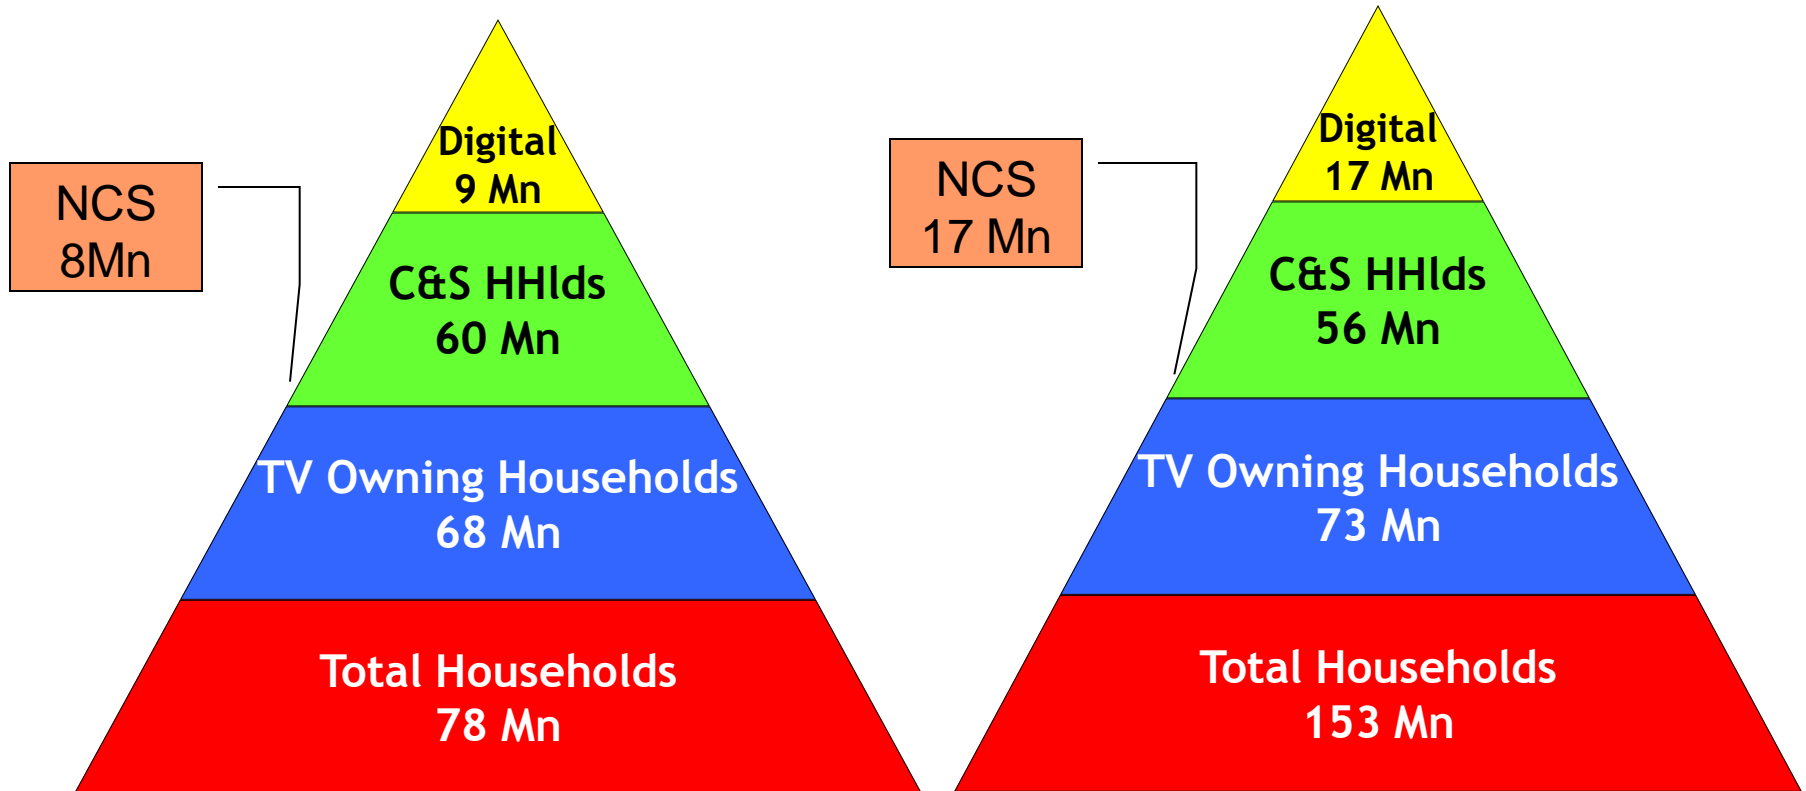 Digital
9 Mn
NCS
8Mn
C&S HHlds
60 Mn
TV Owning Households
68 Mn
Total Households
78 Mn
Digital
17 Mn
NCS
17 Mn
C&S HHlds
56 Mn
TV Owning Households
73 Mn
Total Households
153 Mn